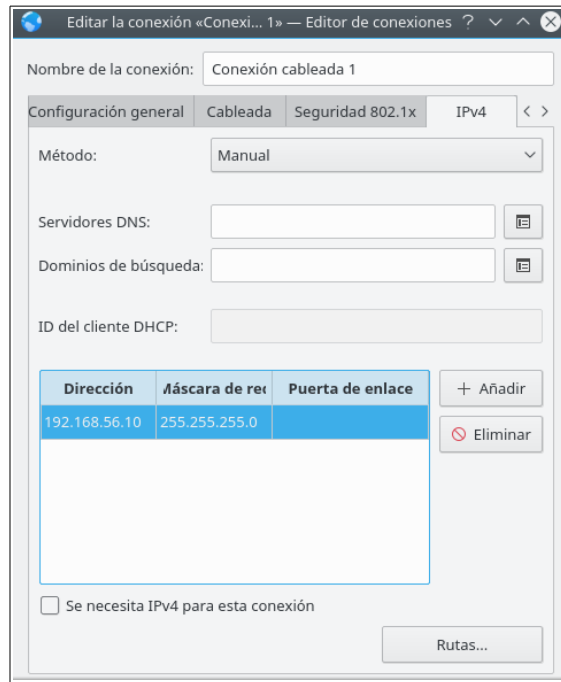 Editar la conexión «Conexi... 1» — Editor de conexiones
Nombre de la conexión: Conexión cableada 1
Configuración general Cableada Seguridad 802.1x IPv4
Método: Manual
Servidores DNS:
Dominios de búsqueda:
ID del cliente DHCP:
Dirección Máscara de red Puerta de enlace + Añadir
192.168.56.10 255.255.255.0
Eliminar
Se necesita IPv4 para esta conexión
Rutas...